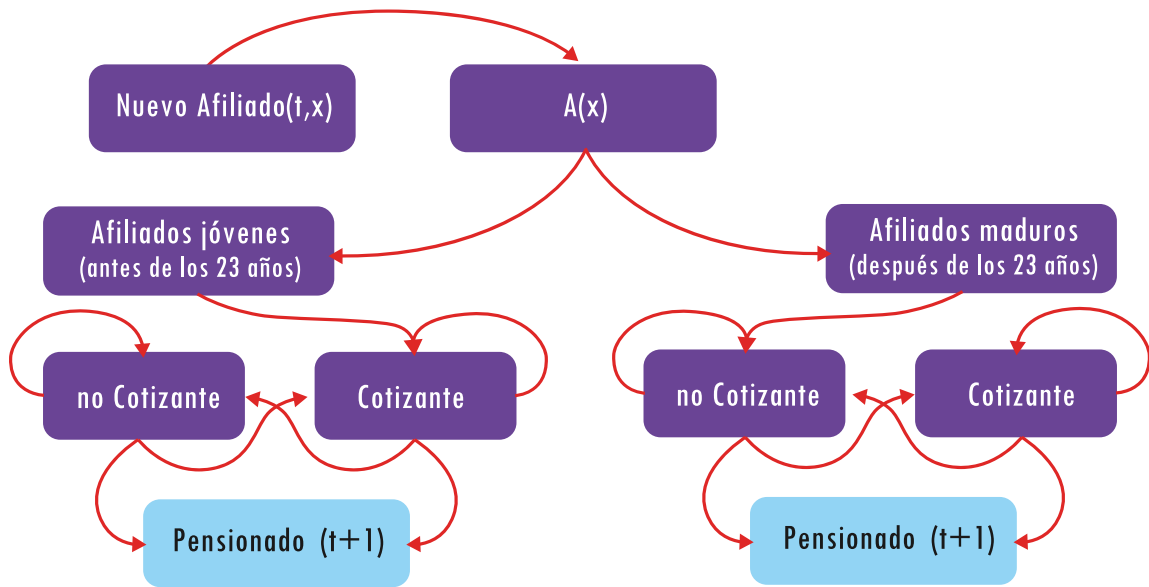 Nuevo Afiliado(t,x)
A(x)
Afiliados jóvenes
(antes de los 23 años)
Afiliados maduros
(después de los 23 años)
no Cotizante
Cotizante
no Cotizante
Cotizante
Pensionado (t+1)
Pensionado (t+1)